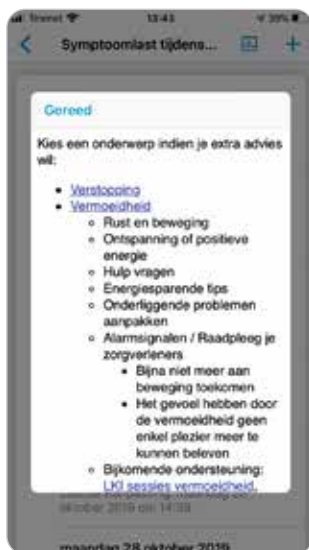 Telenet 13:43 39%
Symptoomlast tijdens...
Gereed
Kies een onderwerp indien je extra advies
wil:
• Verstopping
• Vermoeidheid
○ Rust en beweging
○ Ontspanning of positieve
energie
○ Hulp vragen
○ Energiesparende tips
○ Onderliggende problemen
aanpakken
○ Alarmsignalen / Raadpleeg je
zorgverleners
▪ Bijna niet meer aan
beweging toekomen
▪ Het gevoel hebben door
de vermoeidheid geen
enkel plezier meer te
kunnen beleven
○ Bijkomende ondersteuning:
LKI sessies vermoeidheid.
oktober 2019 om 14:39
maandag 28 oktober 2019